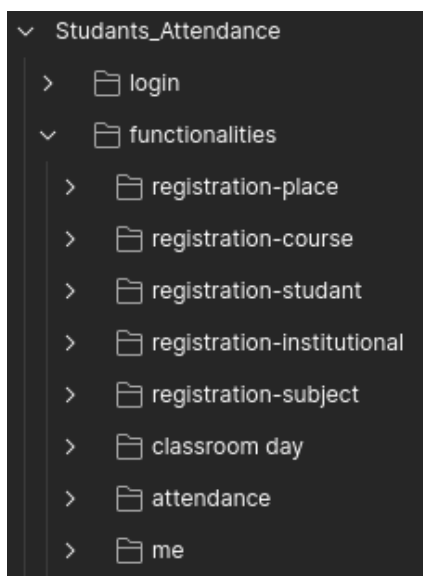 Studants_Attendance
login
functionalities
registration-place
registration-course
registration-studant
registration-institutional
registration-subject
classroom day
attendance
me